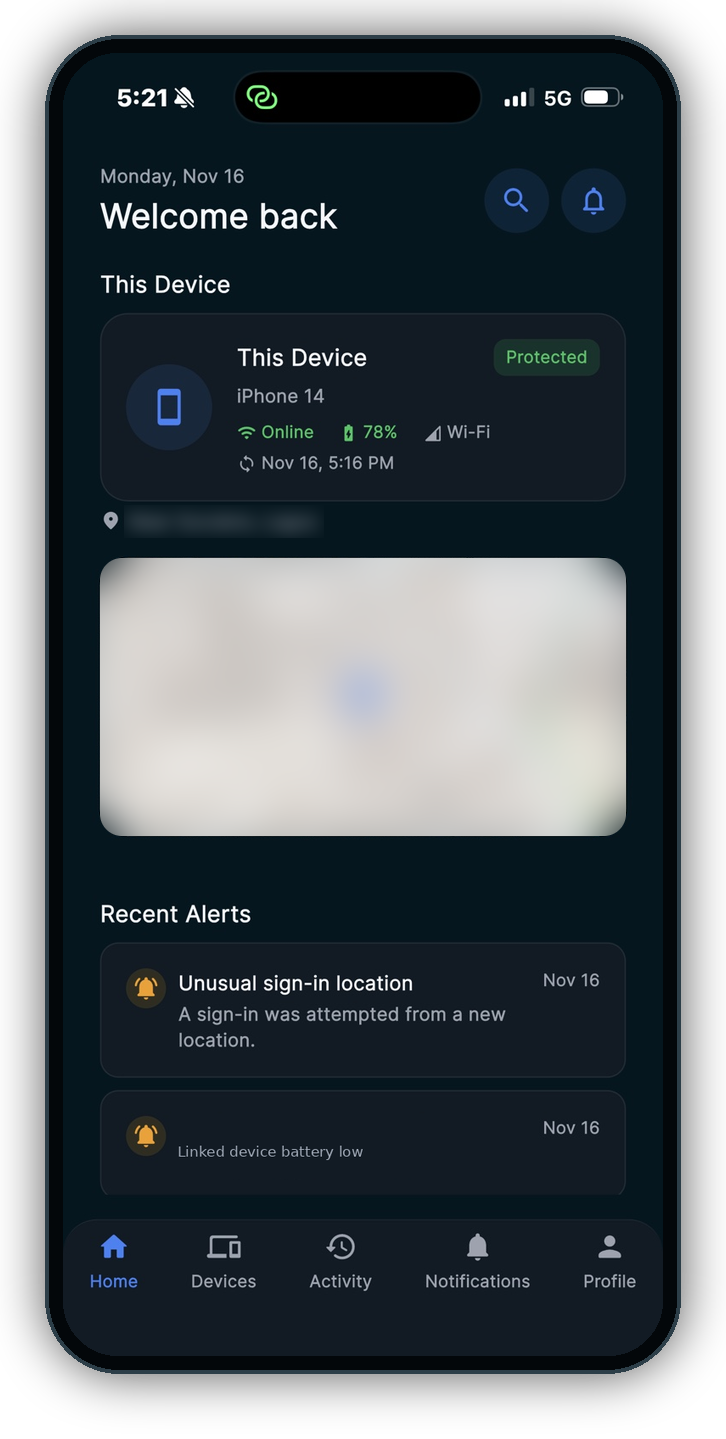 5:21
5G
Monday, Nov 16
Welcome back
This Device
This Device
Protected
iPhone 14
Online 78% Wi-Fi
Nov 16, 5:16 PM
Recent Alerts
Unusual sign-in location
Nov 16
A sign-in was attempted from a new
location.
Nov 16
Linked device battery low
Home Devices Activity Notifications Profile